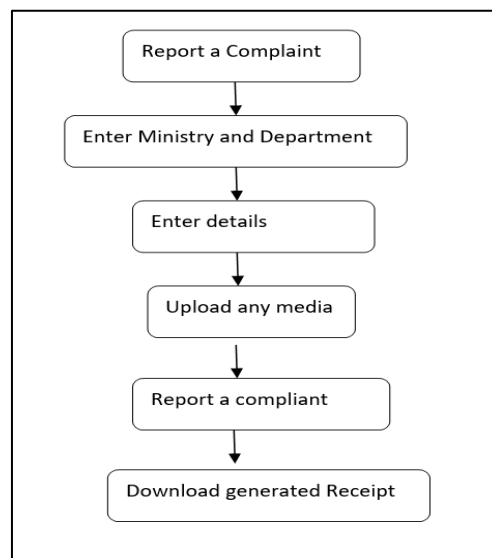 Report a Complaint
Enter Ministry and Department
Enter details
Upload any media
Report a compliant
Download generated Receipt